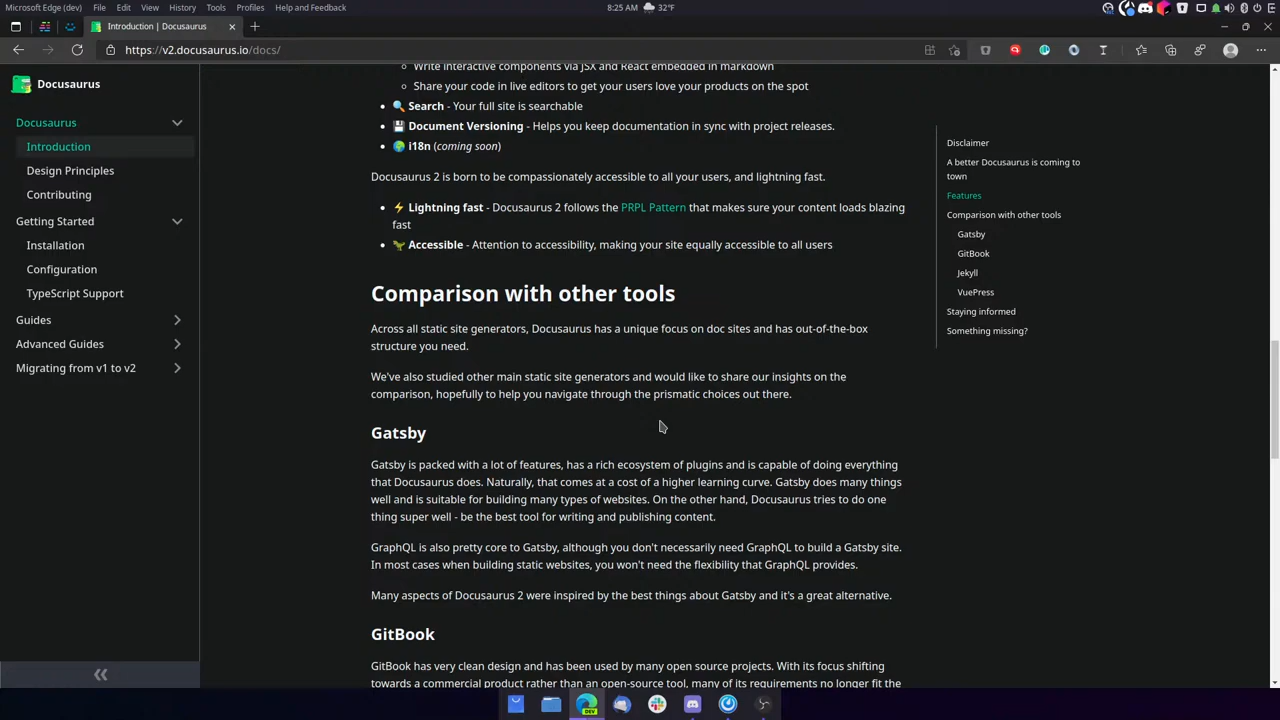 Microsoft Edge (dev) File Edit View History Tools Profiles Help and Feedback 8:25 AM 32°F
Introduction | Docusaurus
https://v2.docusaurus.io/docs/
Docusaurus
Docusaurus
Introduction
Design Principles
Contributing
Getting Started
Installation
Configuration
TypeScript Support
Guides
Advanced Guides
Migrating from v1 to v2
Write interactive components via JSX and React embedded in markdown
Share your code in live editors to get your users love your products on the spot
🔍 Search - Your full site is searchable
💾 Document Versioning - Helps you keep documentation in sync with project releases.
🌍 i18n (coming soon)
Docusaurus 2 is born to be compassionately accessible to all your users, and lightning fast.
⚡ Lightning fast - Docusaurus 2 follows the PRPL Pattern that makes sure your content loads blazing
fast
🦖 Accessible - Attention to accessibility, making your site equally accessible to all users
Comparison with other tools
Across all static site generators, Docusaurus has a unique focus on doc sites and has out-of-the-box
structure you need.
We've also studied other main static site generators and would like to share our insights on the
comparison, hopefully to help you navigate through the prismatic choices out there.
Gatsby
Gatsby is packed with a lot of features, has a rich ecosystem of plugins and is capable of doing everything
that Docusaurus does. Naturally, that comes at a cost of a higher learning curve. Gatsby does many things
well and is suitable for building many types of websites. On the other hand, Docusaurus tries to do one
thing super well - be the best tool for writing and publishing content.
GraphQL is also pretty core to Gatsby, although you don't necessarily need GraphQL to build a Gatsby site.
In most cases when building static websites, you won't need the flexibility that GraphQL provides.
Many aspects of Docusaurus 2 were inspired by the best things about Gatsby and it's a great alternative.
GitBook
GitBook has very clean design and has been used by many open source projects. With its focus shifting
towards a commercial product rather than an open-source tool, many of its requirements no longer fit the
Disclaimer
A better Docusaurus is coming to
town
Features
Comparison with other tools
Gatsby
GitBook
Jekyll
VuePress
Staying informed
Something missing?
DEV